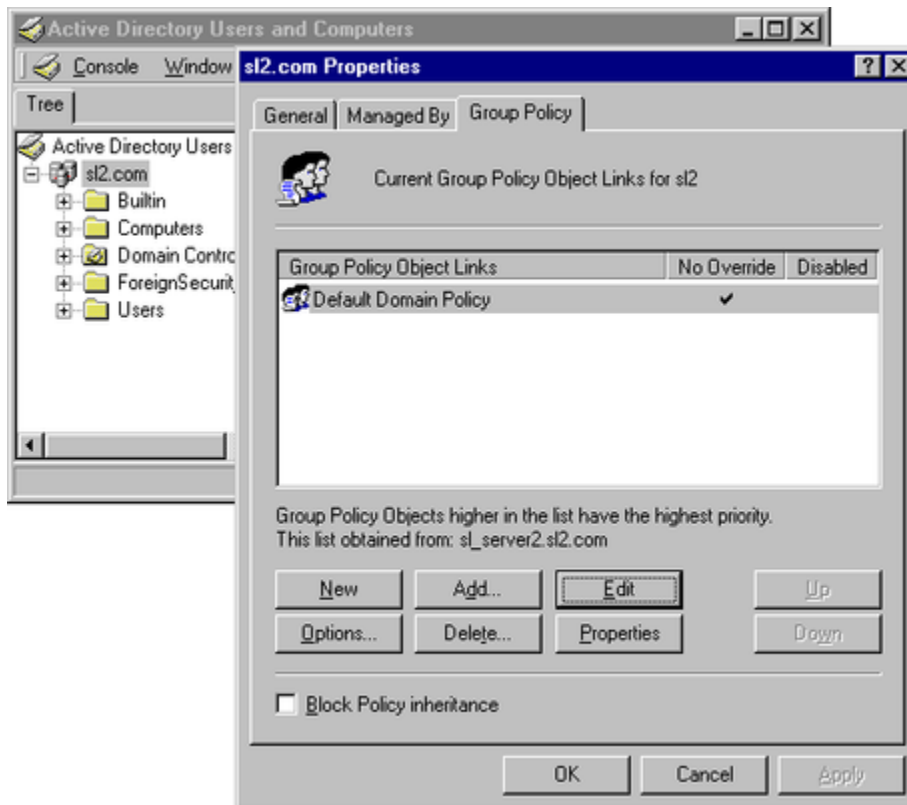 Active Directory Users and Computers
Console Window
Tree
Active Directory Users
sl2.com
Builtin
Computers
Domain Contro
ForeignSecurit
Users
sl2.com Properties
General Managed By Group Policy
Current Group Policy Object Links for sl2
Group Policy Object Links No Override Disabled
Default Domain Policy
Group Policy Objects higher in the list have the highest priority.
This list obtained from: sl_server2.sl2.com
New Add... Edit Up
Options... Delete... Properties Down
Block Policy inheritance
OK Cancel Apply